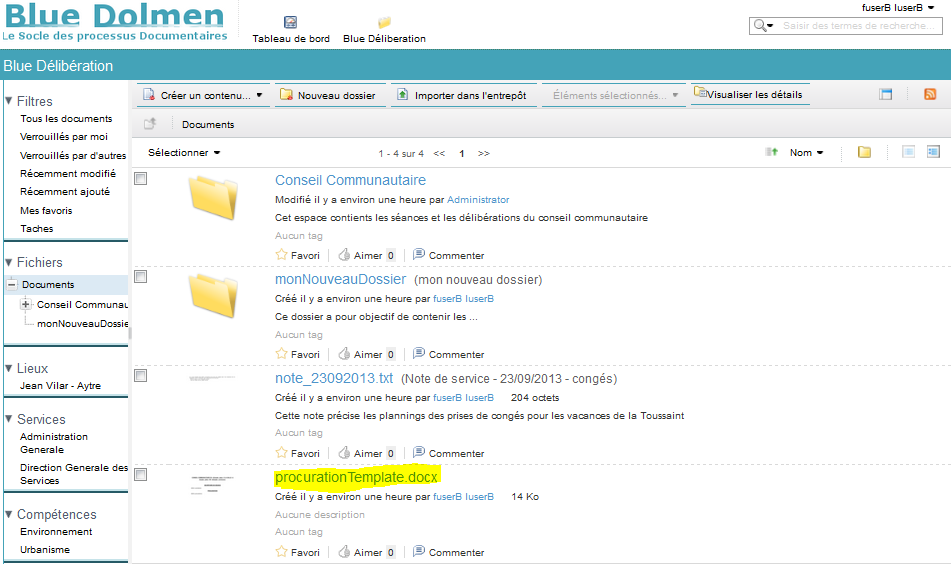 Blue Dolmen
Le Socle des processus Documentaires
Tableau de bord
Blue Déliberation
fuserB luserB
Saisir des termes de recherche...
Blue Délibération
Filtres
Tous les documents
Verrouillés par moi
Verrouillés par d'autres
Récemment modifié
Récemment ajouté
Mes favoris
Taches
Fichiers
Documents
Conseil Communau
monNouveauDossie
Lieux
Jean Vilar - Aytre
Services
Administration
Generale
Direction Generale des
Services
Compétences
Environnement
Urbanisme
Créer un contenu...
Nouveau dossier
Importer dans l'entrepôt
Éléments sélectionnés...
Visualiser les détails
Documents
Sélectionner
1 - 4 sur 4 << 1 >>
Nom
Conseil Communautaire
Modifié il y a environ une heure par Administrator
Cet espace contients les séances et les délibérations du conseil communautaire
Aucun tag
Favori Aimer 0 Commenter
monNouveauDossier (mon nouveau dossier)
Créé il y a environ une heure par fuserB luserB
Ce dossier a pour objectif de contenir les ...
Aucun tag
Favori Aimer 0 Commenter
note_23092013.txt (Note de service - 23/09/2013 - congés)
Créé il y a environ une heure par fuserB luserB 204 octets
Cette note précise les plannings des prises de congés pour les vacances de la Toussaint
Aucun tag
Favori Aimer 0 Commenter
procurationTemplate.docx
Créé il y a environ une heure par fuserB luserB 14 Ko
Aucune description
Aucun tag
Favori Aimer 0 Commenter